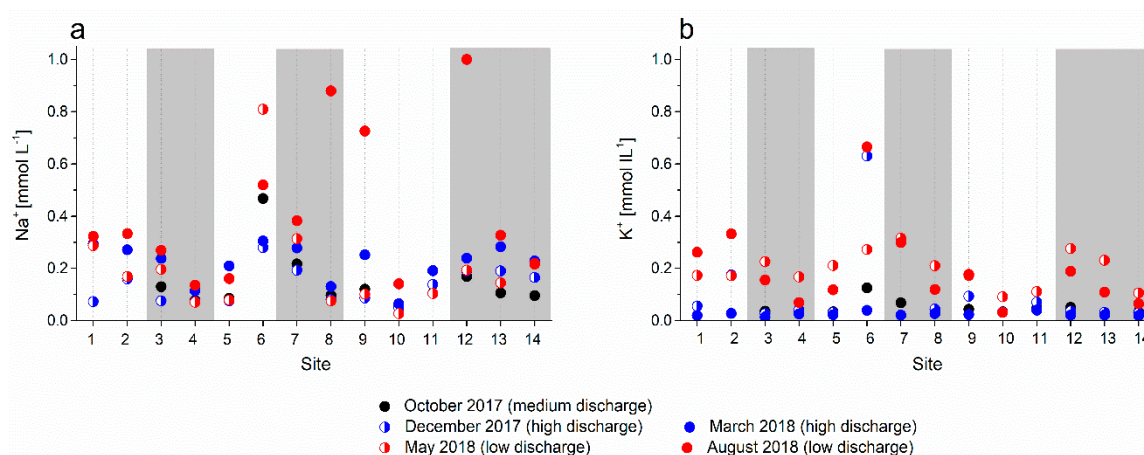 a
b
1.0
0.8
0.6
0.4
0.2
0.0
Na⁺ [mmol L⁻¹]
1 2 3 4 5 6 7 8 9 10 11 12 13 14
Site
1.0
0.8
0.6
0.4
0.2
0.0
K⁺ [mmol lL⁻¹]
1 2 3 4 5 6 7 8 9 10 11 12 13 14
Site
October 2017 (medium discharge)
December 2017 (high discharge)
March 2018 (high discharge)
May 2018 (low discharge)
August 2018 (low discharge)